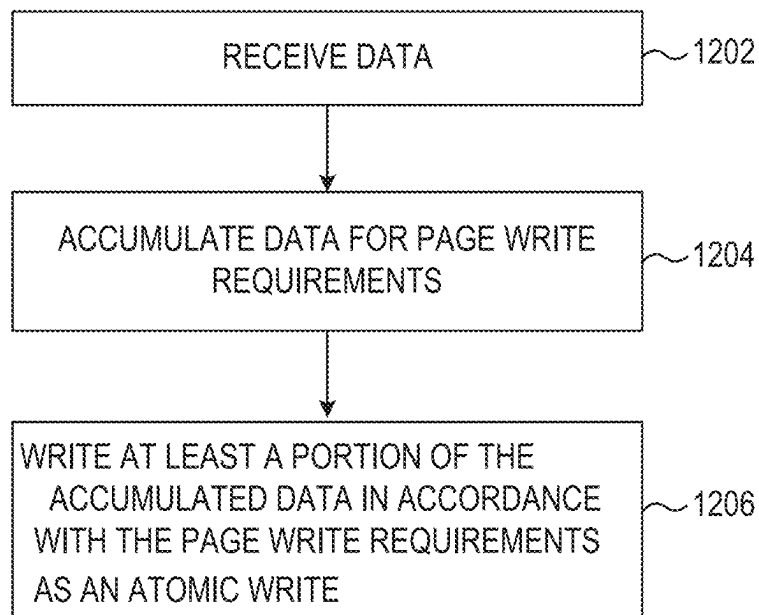 RECEIVE DATA
1202
ACCUMULATE DATA FOR PAGE WRITE
REQUIREMENTS
1204
WRITE AT LEAST A PORTION OF THE
ACCUMULATED DATA IN ACCORDANCE
WITH THE PAGE WRITE REQUIREMENTS
AS AN ATOMIC WRITE
1206